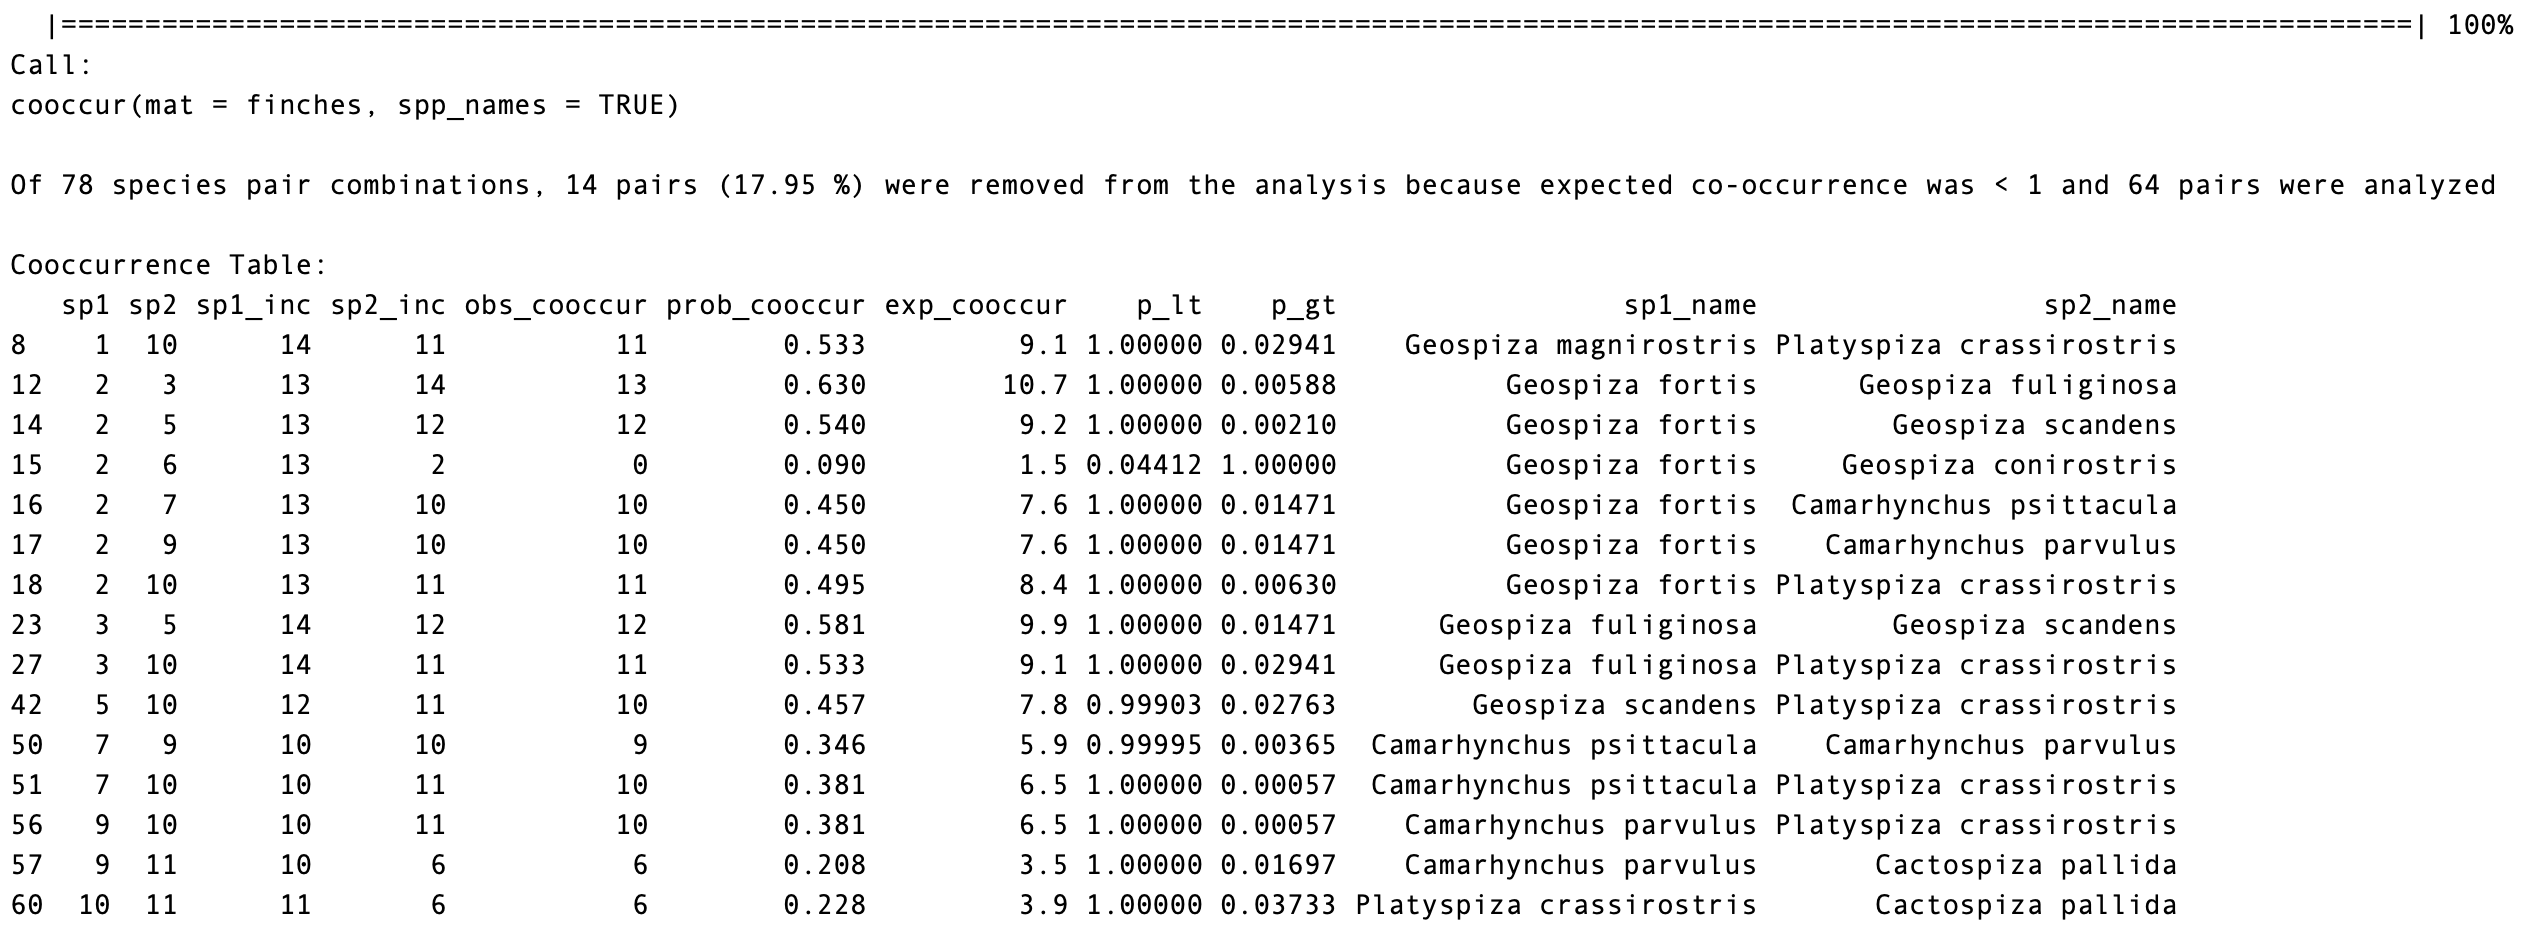 |============================================================================================================================================| 100%
Call:
cooccur(mat = finches, spp_names = TRUE)
Of 78 species pair combinations, 14 pairs (17.95 %) were removed from the analysis because expected co-occurrence was < 1 and 64 pairs were analyzed
Cooccurrence Table:
sp1 sp2 sp1_inc sp2_inc obs_cooccur prob_cooccur exp_cooccur p_lt p_gt sp1_name sp2_name
8 1 10 14 11 11 0.533 9.1 1.00000 0.02941 Geospiza magnirostris Platyspiza crassirostris
12 2 3 13 14 13 0.630 10.7 1.00000 0.00588 Geospiza fortis Geospiza fuliginosa
14 2 5 13 12 12 0.540 9.2 1.00000 0.00210 Geospiza fortis Geospiza scandens
15 2 6 13 2 0 0.090 1.5 0.04412 1.00000 Geospiza fortis Geospiza conirostris
16 2 7 13 10 10 0.450 7.6 1.00000 0.01471 Geospiza fortis Camarhynchus psittacula
17 2 9 13 10 10 0.450 7.6 1.00000 0.01471 Geospiza fortis Camarhynchus parvulus
18 2 10 13 11 11 0.495 8.4 1.00000 0.00630 Geospiza fortis Platyspiza crassirostris
23 3 5 14 12 12 0.581 9.9 1.00000 0.01471 Geospiza fuliginosa Geospiza scandens
27 3 10 14 11 11 0.533 9.1 1.00000 0.02941 Geospiza fuliginosa Platyspiza crassirostris
42 5 10 12 11 10 0.457 7.8 0.99903 0.02763 Geospiza scandens Platyspiza crassirostris
50 7 9 10 10 9 0.346 5.9 0.99995 0.00365 Camarhynchus psittacula Camarhynchus parvulus
51 7 10 10 11 10 0.381 6.5 1.00000 0.00057 Camarhynchus psittacula Platyspiza crassirostris
56 9 10 10 11 10 0.381 6.5 1.00000 0.00057 Camarhynchus parvulus Platyspiza crassirostris
57 9 11 10 6 6 0.208 3.5 1.00000 0.01697 Camarhynchus parvulus Cactospiza pallida
60 10 11 11 6 6 0.228 3.9 1.00000 0.03733 Platyspiza crassirostris Cactospiza pallida